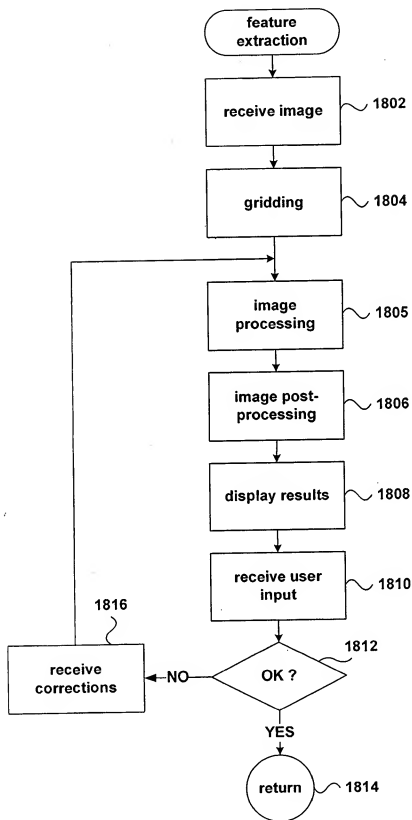 feature
extraction
receive image
1802
gridding
1804
image
processing
1805
image post-
processing
1806
display results
1808
receive user
input
1810
1816
receive
corrections
NO
OK ?
1812
YES
return
1814